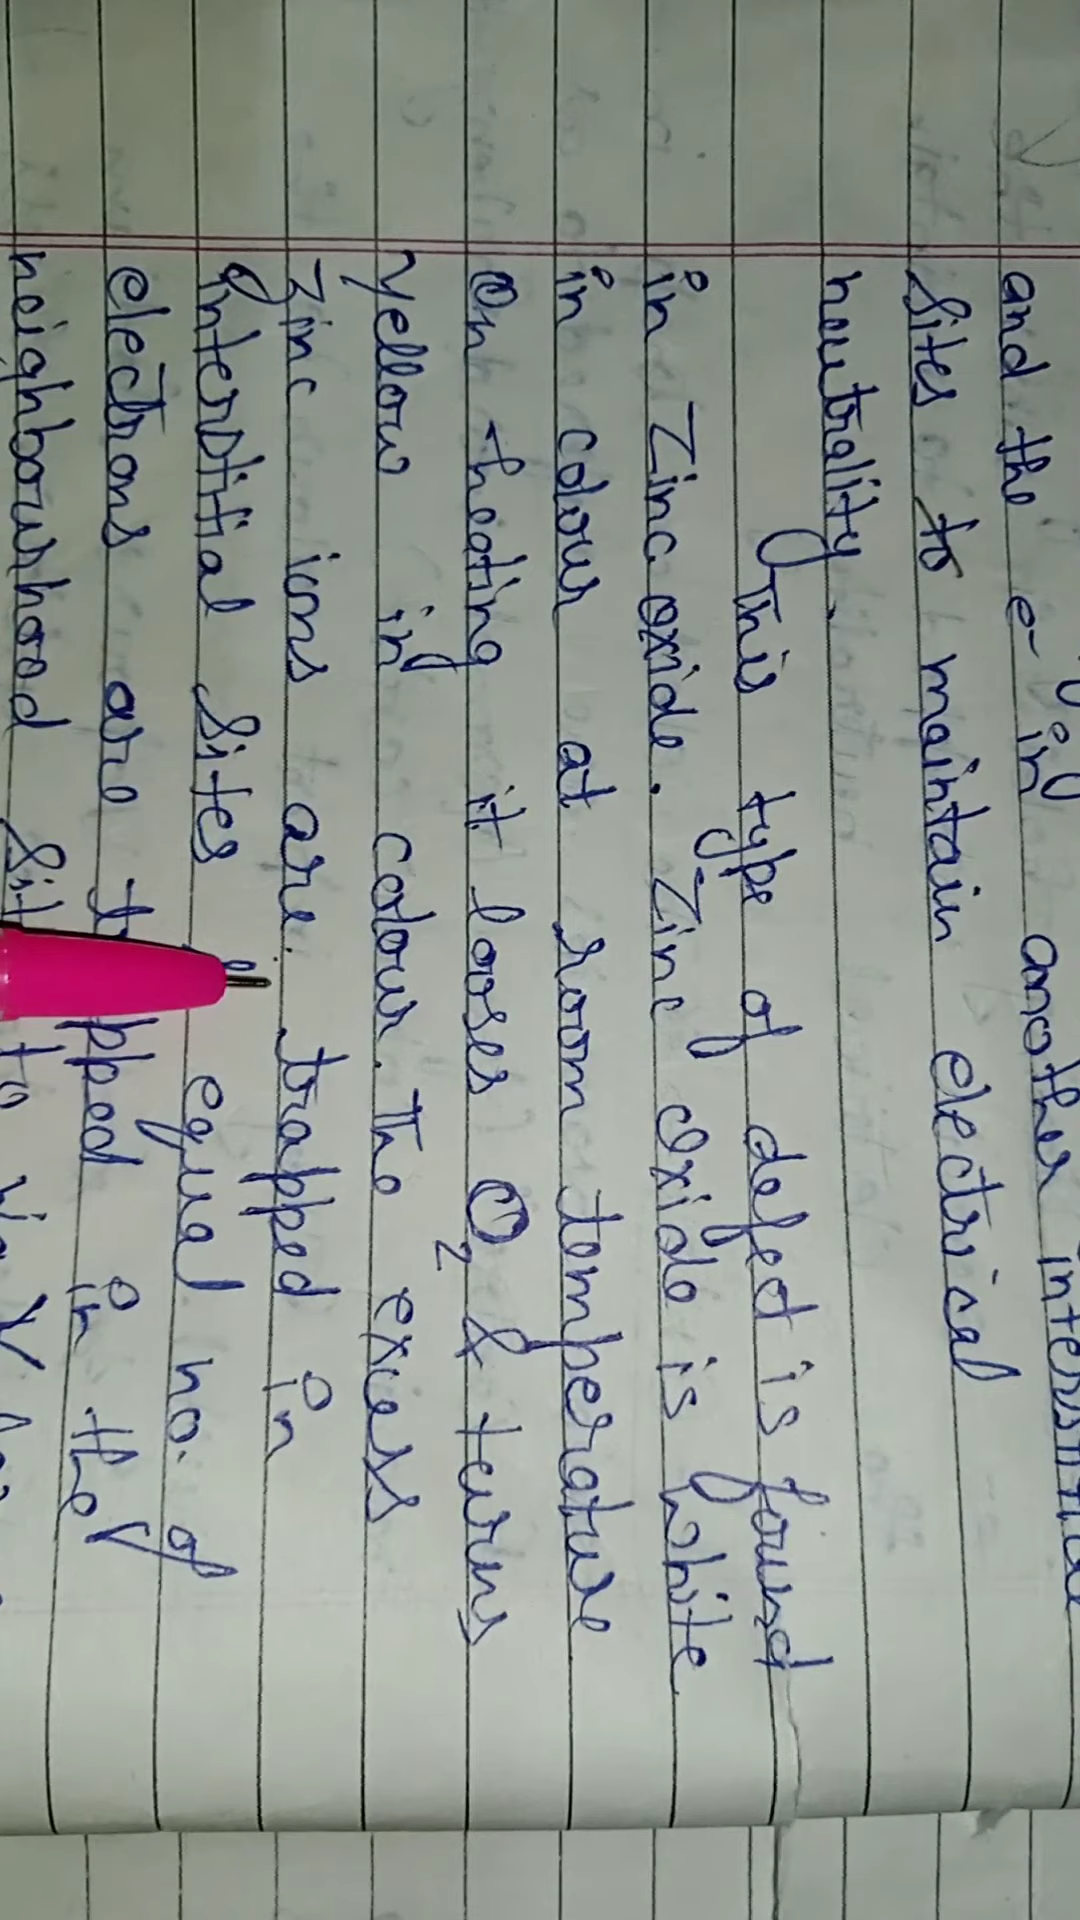 and the e- in another interstitial
sites to maintain electrical
neutrality.
This type of defect is found
in Zinc oxide. Zinc oxide is white
in colour at room temperature
On heating it looses O2 & turns
yellow in colour. The excess
Zinc ions are trapped in
interstitial sites equal no. of
electrons are trapped in the
neighbourhood